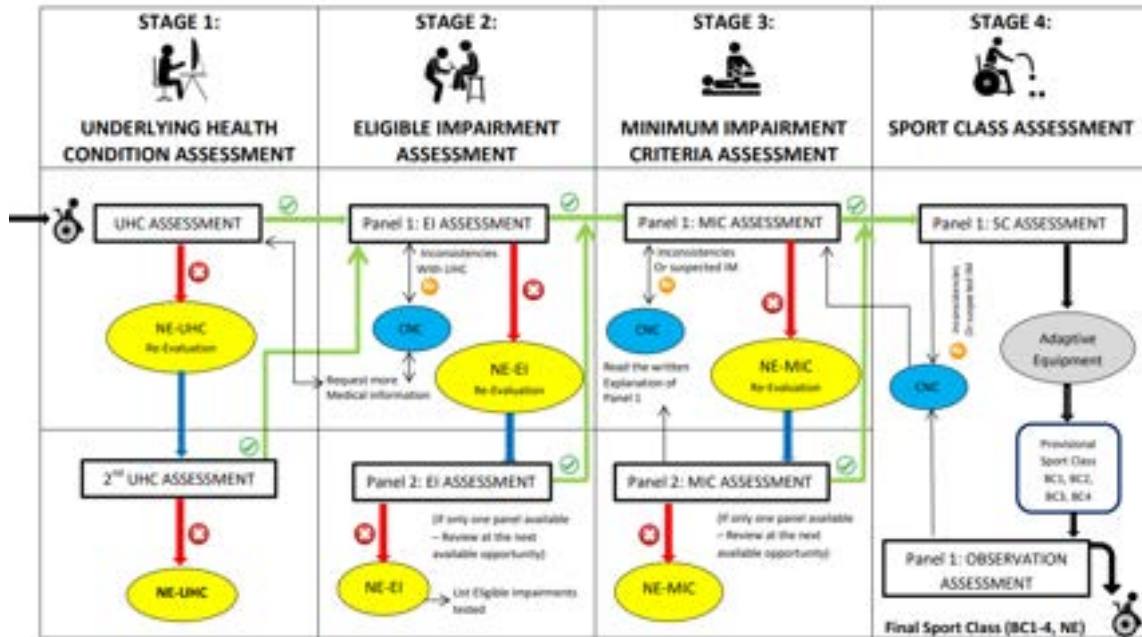 STAGE 1:
UNDERLYING HEALTH
CONDITION ASSESSMENT
STAGE 2:
ELIGIBLE IMPAIRMENT
ASSESSMENT
STAGE 3:
MINIMUM IMPAIRMENT
CRITERIA ASSESSMENT
STAGE 4:
SPORT CLASS ASSESSMENT
UHC ASSESSMENT
NE-UHC
Re-Evaluation
2ND UHC ASSESSMENT
NE-UHC
Panel 1: EI ASSESSMENT
Inconsistencies
With UHC
CNC
Request more
Medical information
NE-EI
Re-Evaluation
Panel 2: EI ASSESSMENT
(If only one panel available
– Review at the next
available opportunity)
NE-EI
List Eligible Impairments
tested
Panel 1: MIC ASSESSMENT
Inconsistencies
Or suspected IM
CNC
Read the written
Explanation of
Panel 1
NE-MIC
Re-Evaluation
Panel 2: MIC ASSESSMENT
(If only one panel available
– Review at the next
available opportunity)
NE-MIC
Panel 1: SC ASSESSMENT
Inconsistencies
Or suspected IM
CNC
Adaptive
Equipment
Provisional
Sport Class
BC1, BC2,
BC3, BC4
Panel 1: OBSERVATION
ASSESSMENT
Final Sport Class (BC1-4, NE)